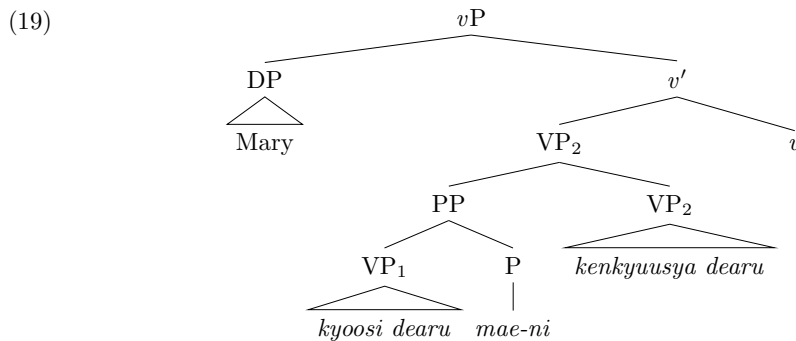 (19)
vP
DP
v′
Mary
VP₂
PP
VP₂
VP₁
P
kenkyuusya dearu
kyoosi dearu
mae-ni